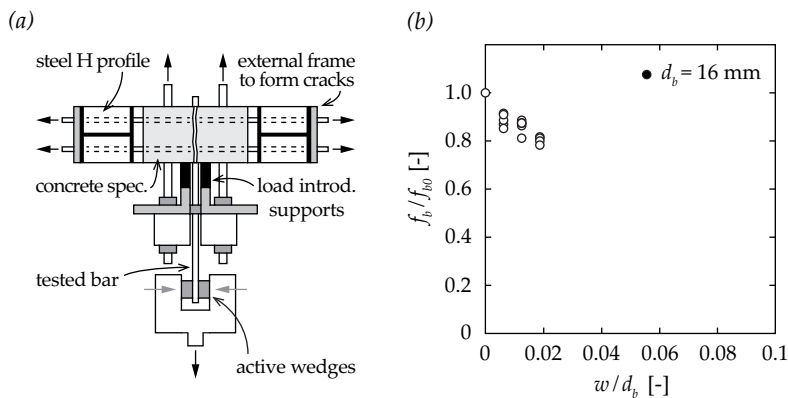 (a)
steel H profile
external frame
to form cracks
concrete spec.
load introd.
supports
tested bar
active wedges
(b)
d_b = 16 mm
1.0
0.8
0.6
0.4
0.2
0
f_b/f_b0 [-]
0 0.02 0.04 0.06 0.08 0.1
w/d_b [-]